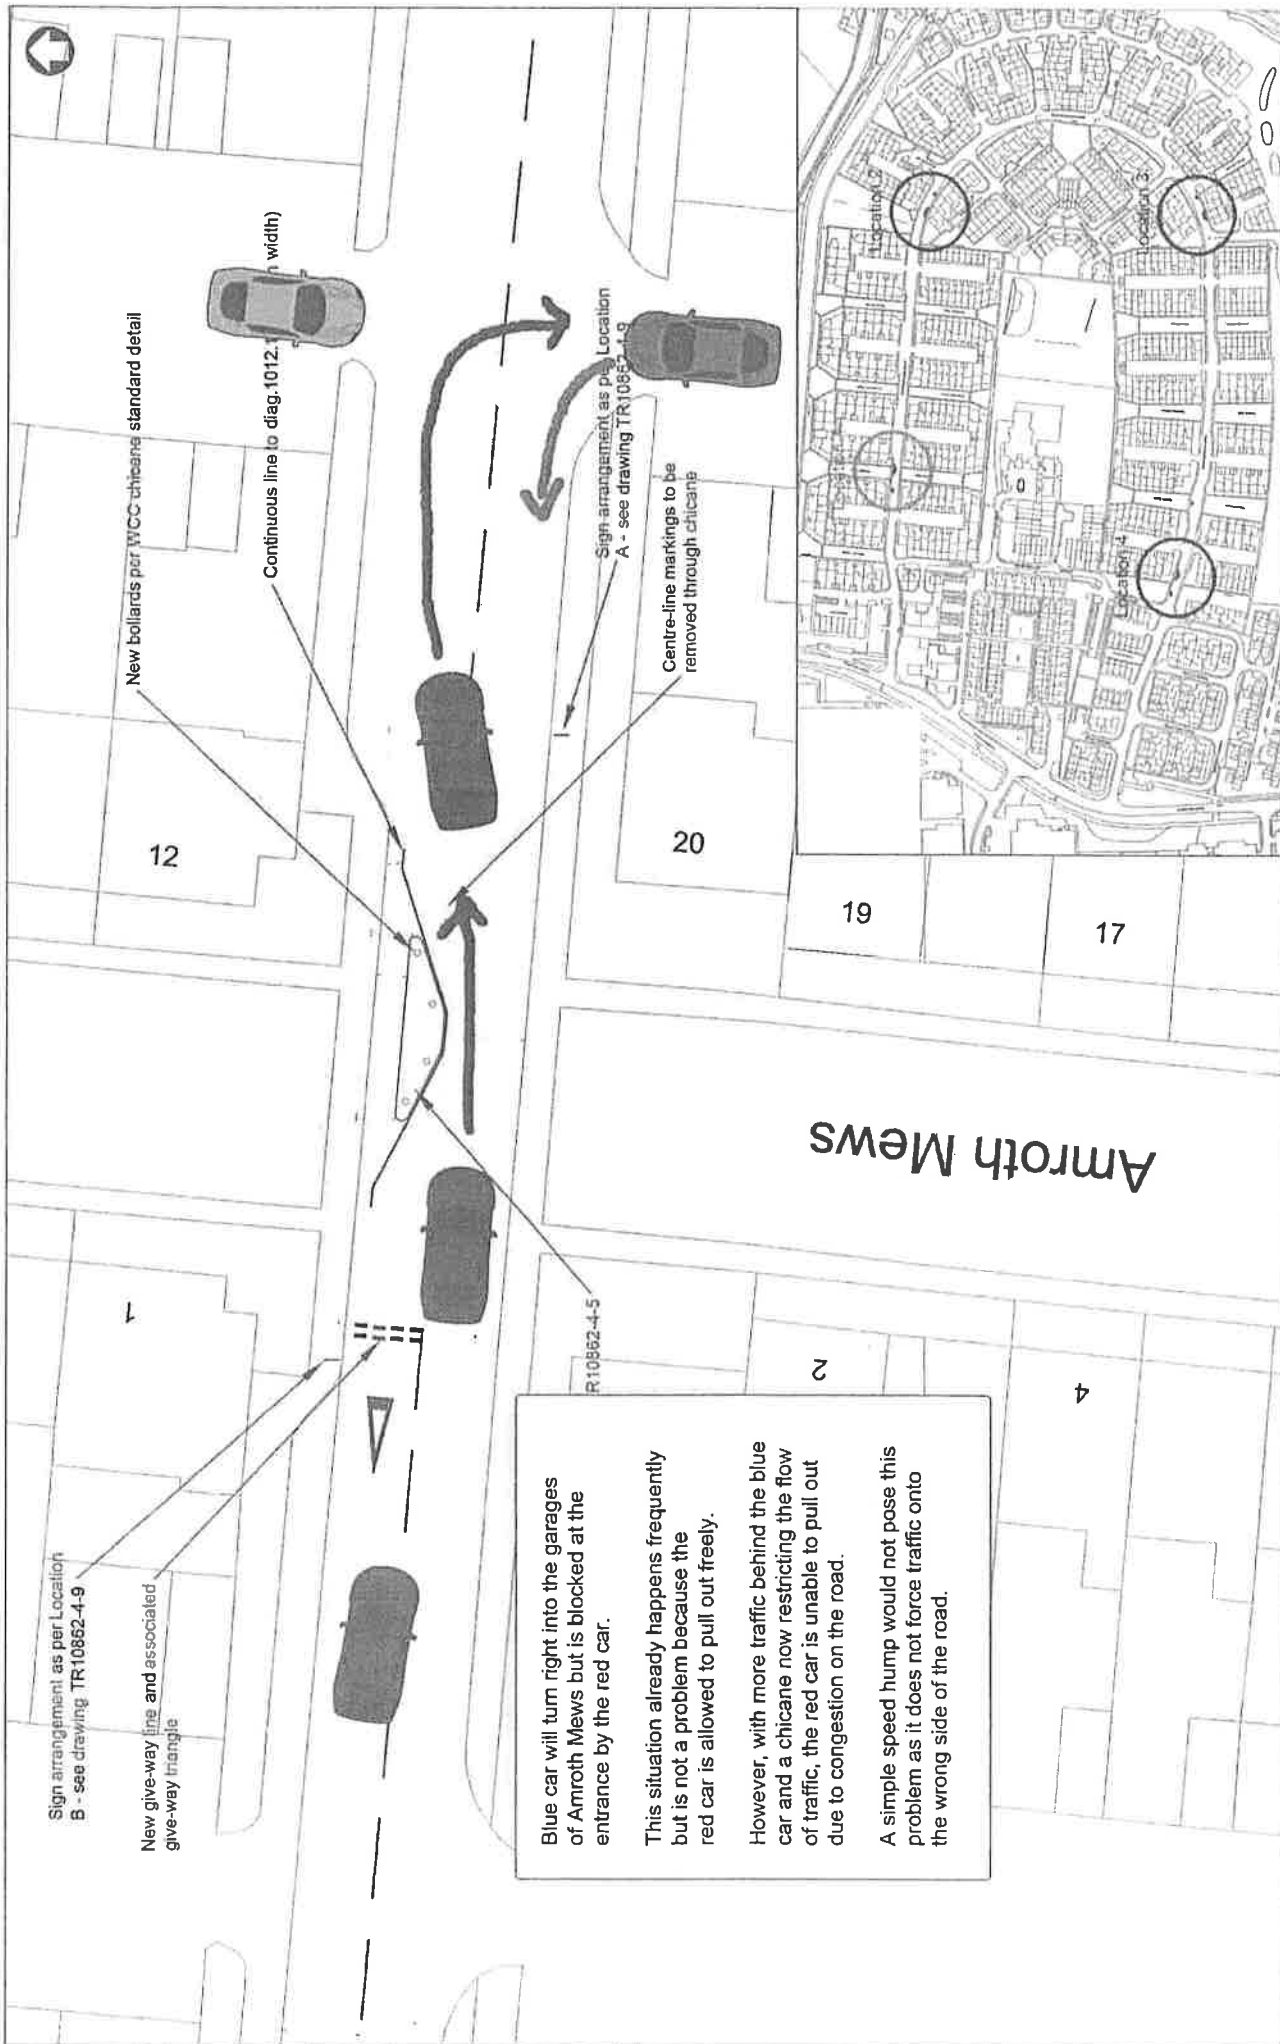 Sign arrangement as per Location
B - see drawing TR10862-4-9
New give-way line and associated
give-way triangle
New bollards per WCC chicane standard detail
Continuous line to diag.1012.
width)
1
12
Sign arrangement as per Location
A - see drawing TR10862-4-9
Centre-line markings to be
removed through chicane
R10862-4-5
20
19
17
2
4
Amroth Mews
Blue car will turn right into the garages
of Amroth Mews but is blocked at the
entrance by the red car.
This situation already happens frequently
but is not a problem because the
red car is allowed to pull out freely.
However, with more traffic behind the blue
car and a chicane now restricting the flow
of traffic, the red car is unable to pull out
due to congestion on the road.
A simple speed hump would not pose this
problem as it does not force traffic onto
the wrong side of the road.
Location 2
Location 3
Location 4